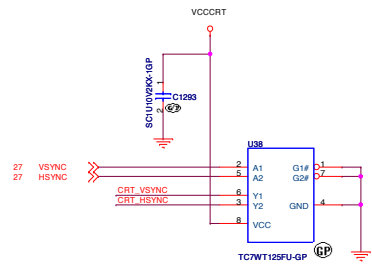 VCCCRT
SC1U10V2KX-1GP
1
2
C1293
U38
27 VSYNC 2 A1 G1# 1
27 HSYNC 5 A2 G2# 7
CRT_VSYNC 6 Y1
CRT_HSYNC 3 Y2 GND 4
8 VCC
TC7WT125FU-GP
GP